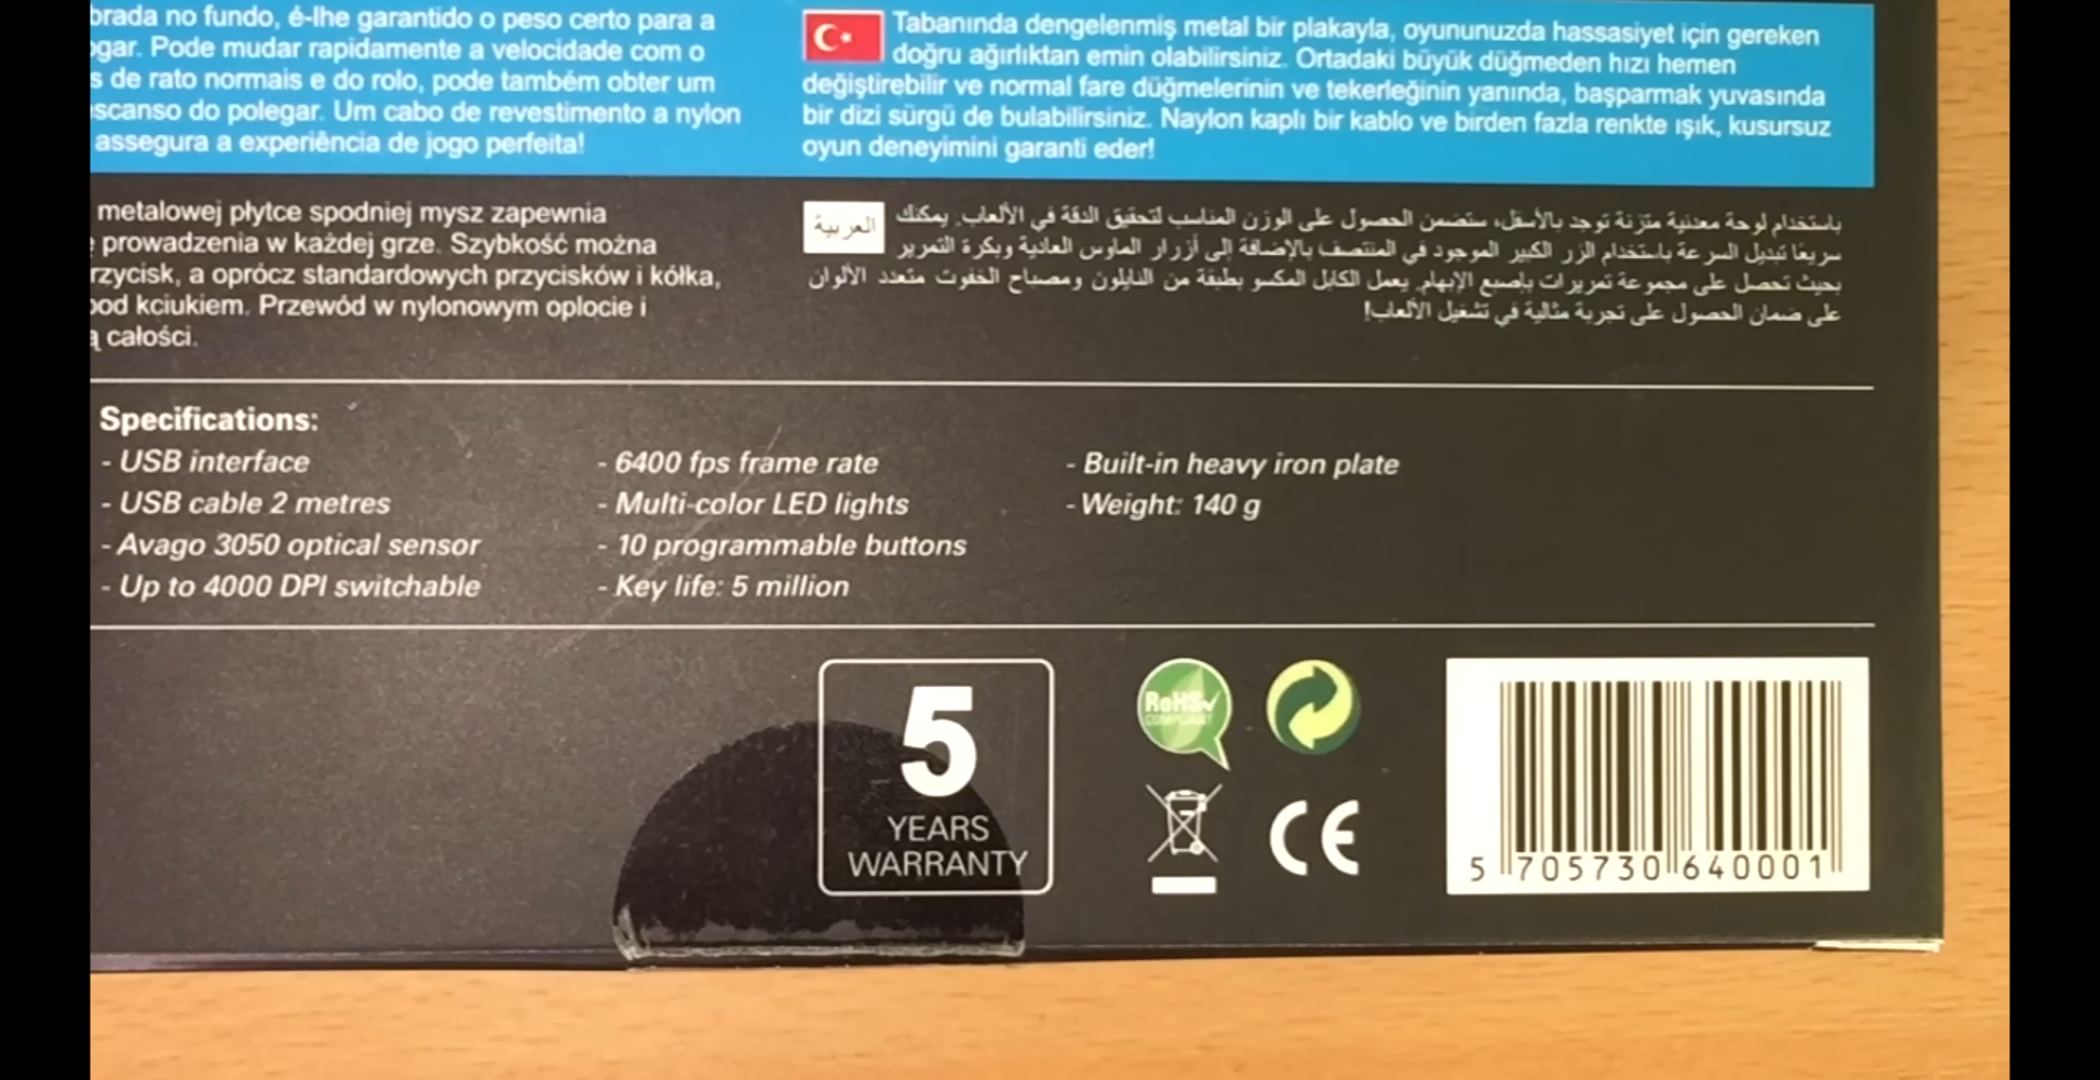 brada no fundo, é-lhe garantido o peso certo para a
gar. Pode mudar rapidamente a velocidade com o
s de rato normais e do rolo, pode também obter um
scanso do polegar. Um cabo de revestimento a nylon
assegura a experiência de jogo perfeita!
Tabanında dengelenmiş metal bir plakayla, oyununuzda hassasiyet için gereken
doğru ağırlıktan emin olabilirsiniz. Ortadaki büyük düğmeden hızı hemen
değiştirebilir ve normal fare düğmelerinin ve tekerleğinin yanında, başparmak yuvasında
bir dizi sürgü de bulabilirsiniz. Naylon kaplı bir kablo ve birden fazla renkte ışık, kusursuz
oyun deneyimini garanti eder!
metalowej płytce spodniej mysz zapewnia
prowadzenia w każdej grze. Szybkość można
rzycisk, a oprócz standardowych przycisków i kółka,
pod kciukiem. Przewód w nylonowym oplocie i
ą całości.
العربية
باستخدام لوحة معدنية متزنة توجد بالأسفل، ستضمن الحصول على الوزن المناسب لتحقيق الدقة في الألعاب. يمكنك
سريعًا تبديل السرعة باستخدام الزر الكبير الموجود في المنتصف بالإضافة إلى أزرار الماوس العادية وبكرة التمرير
بحيث تحصل على مجموعة تمريرات بإصبع الإبهام. يعمل الكابل المكسو بطبقة من النايلون ومصباح الخفوت متعدد الألوان
على ضمان الحصول على تجربة مثالية في تشغيل الألعاب!
Specifications:
- USB interface
- USB cable 2 metres
- Avago 3050 optical sensor
- Up to 4000 DPI switchable
- 6400 fps frame rate
- Multi-color LED lights
- 10 programmable buttons
- Key life: 5 million
- Built-in heavy iron plate
- Weight: 140 g
5
YEARS
WARRANTY
RoHS
COMPLIANT
CE
5 705730 640001